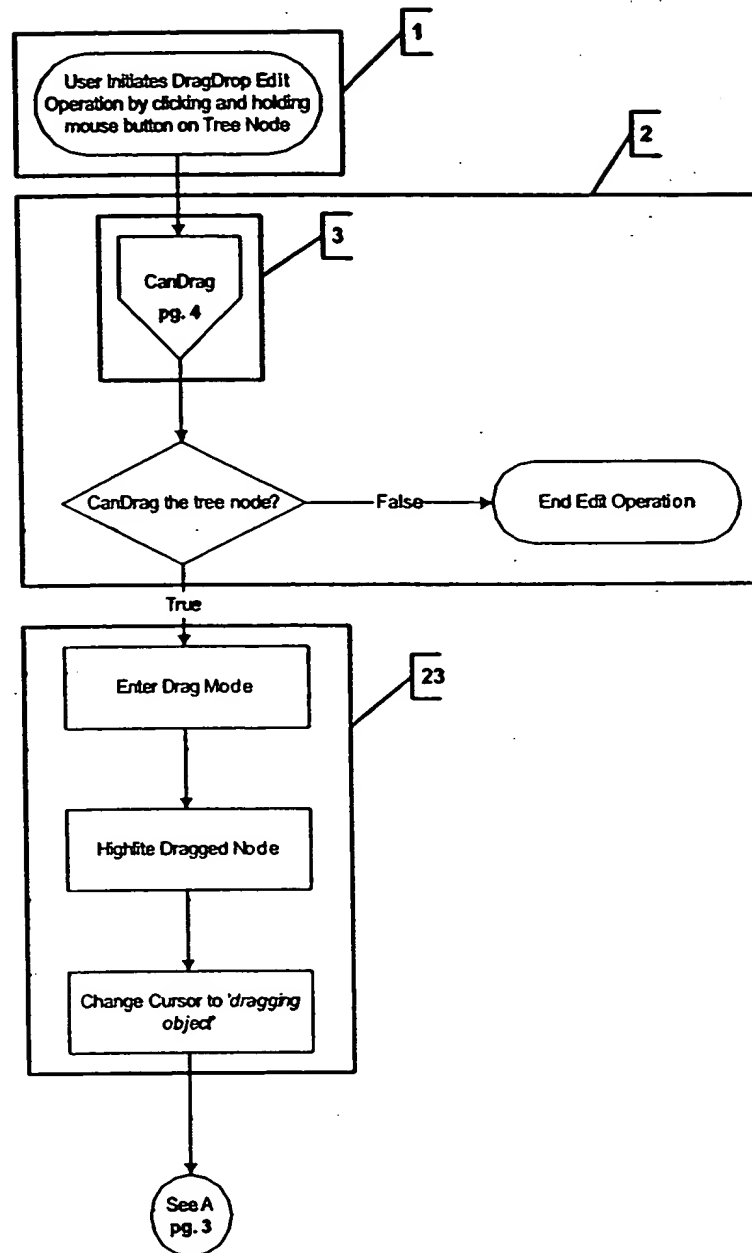 1
User Initiates DragDrop Edit
Operation by clicking and holding
mouse button on Tree Node
2
3
CanDrag
pg. 4
CanDrag the tree node?
False
End Edit Operation
True
23
Enter Drag Mode
Highlite Dragged Node
Change Cursor to 'dragging
object'
See A
pg. 3